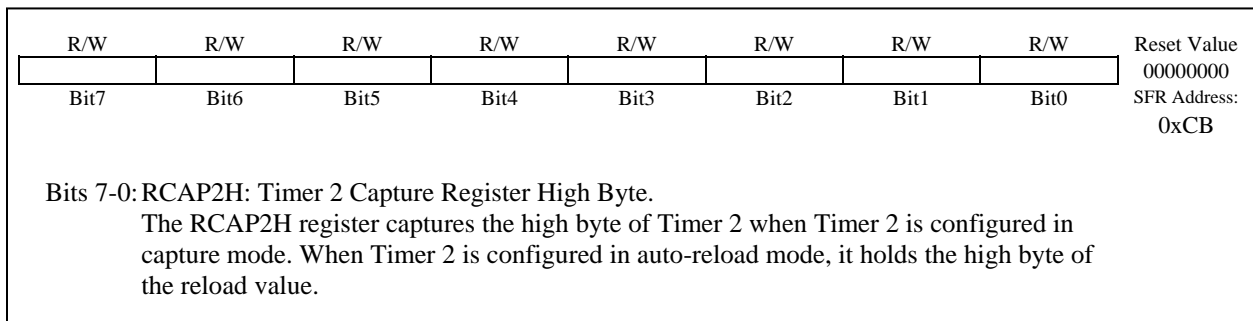 R/W R/W R/W R/W R/W R/W R/W R/W Reset Value
00000000
Bit7 Bit6 Bit5 Bit4 Bit3 Bit2 Bit1 Bit0 SFR Address:
0xCB
Bits 7-0: RCAP2H: Timer 2 Capture Register High Byte.
The RCAP2H register captures the high byte of Timer 2 when Timer 2 is configured in
capture mode. When Timer 2 is configured in auto-reload mode, it holds the high byte of
the reload value.